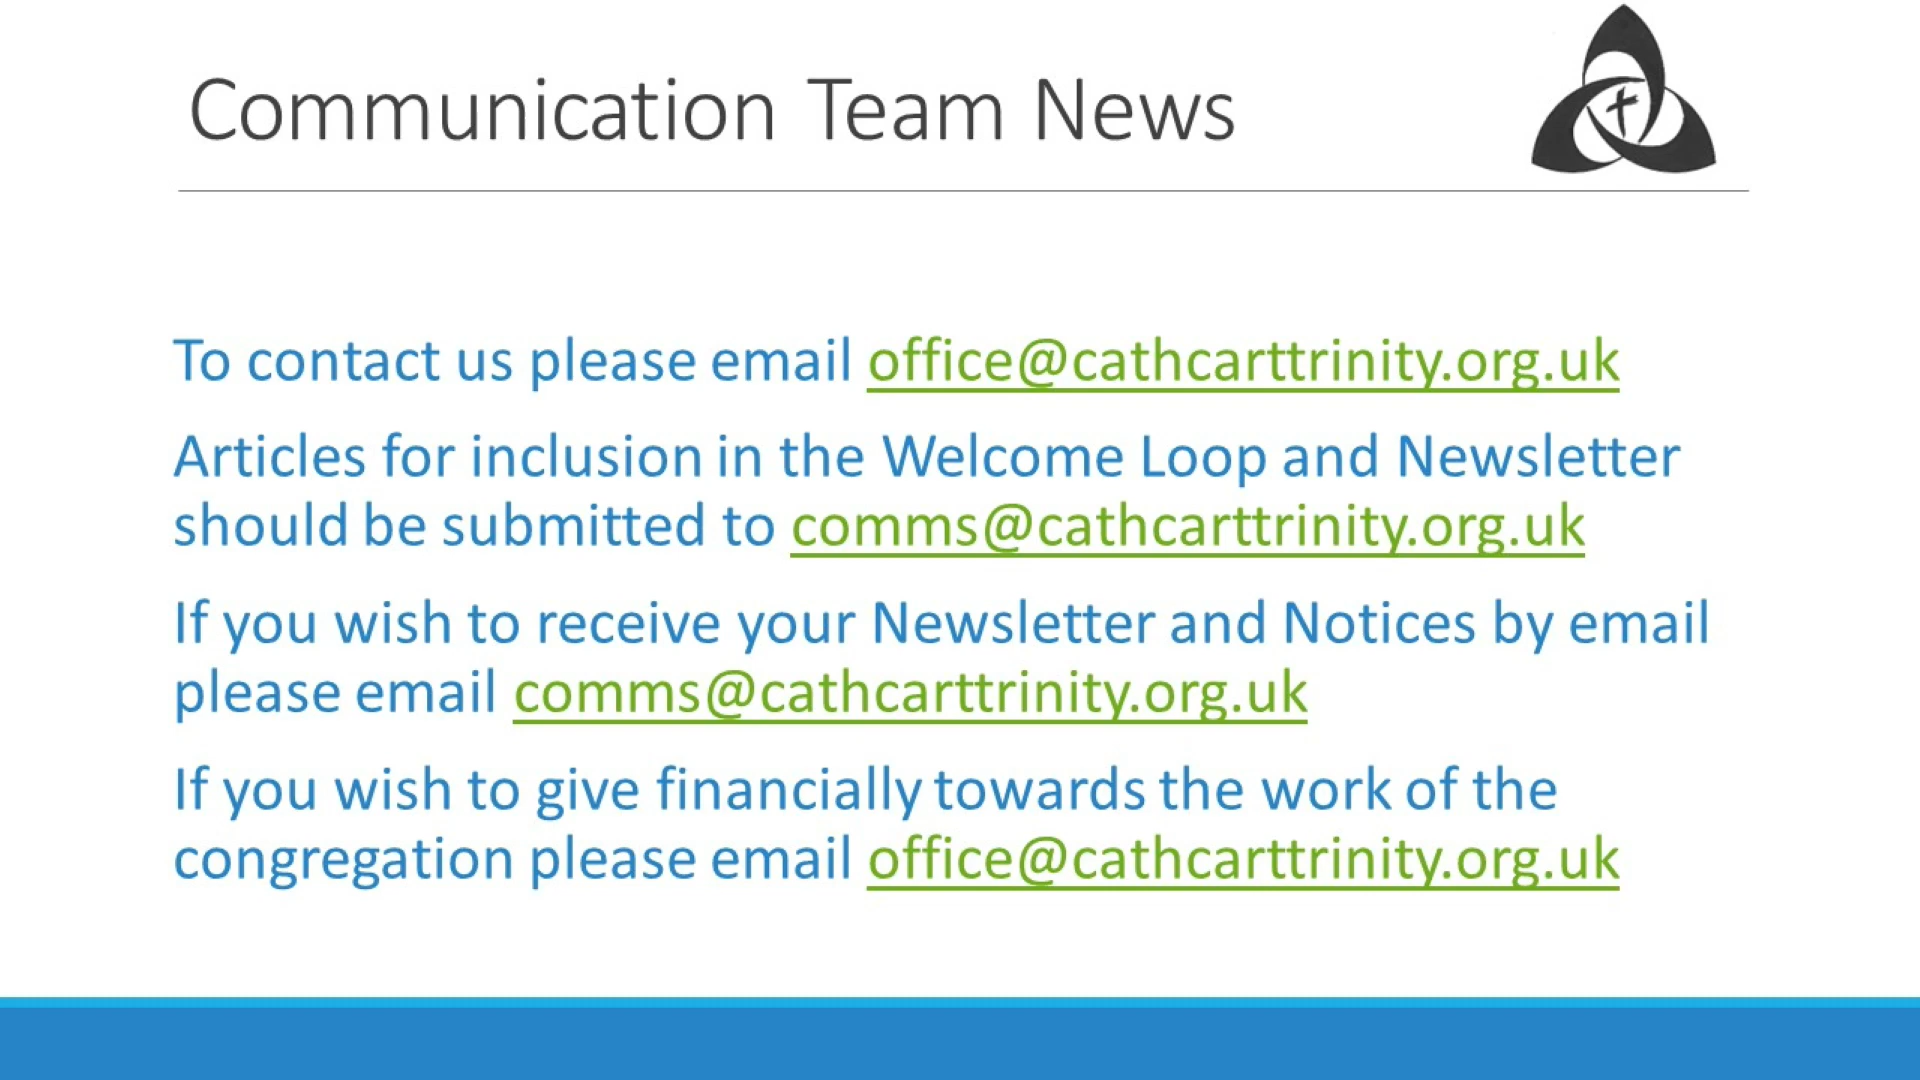 Communication Team News
To contact us please email office@cathcarttrinity.org.uk
Articles for inclusion in the Welcome Loop and Newsletter
should be submitted to comms@cathcarttrinity.org.uk
If you wish to receive your Newsletter and Notices by email
please email comms@cathcarttrinity.org.uk
If you wish to give financially towards the work of the
congregation please email office@cathcarttrinity.org.uk